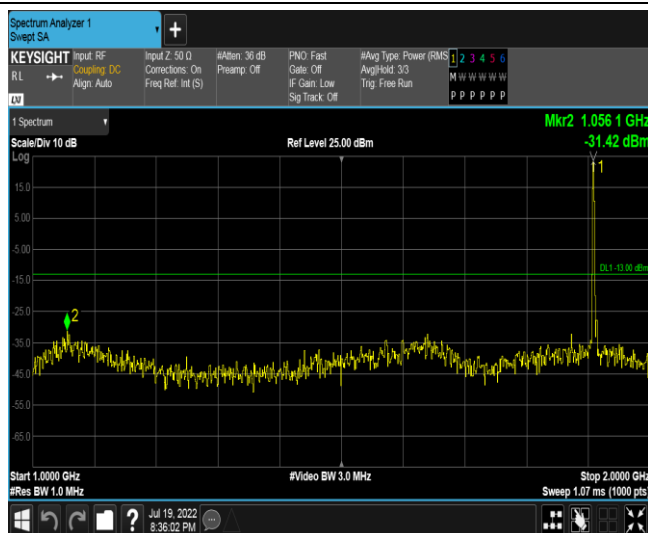 Spectrum Analyzer 1
Swept SA
+
KEYSIGHT Input: RF Input Z: 50 Ω #Atten: 36 dB PNO: Fast #Avg Type: Power (RMS 1 2 3 4 5 6
RL Coupling: DC Corrections: On Preamp: Off Gate: Off Avg|Hold: 3/3 M W W W W W
Align: Auto Freq Ref: Int (S) IF Gain: Low Trig: Free Run
Sig Track: Off P P P P P P
1 Spectrum Mkr2 1.056 1 GHz
Scale/Div 10 dB Ref Level 25.00 dBm -31.42 dBm
Log
1
15.0
5.00
-5.00
DL1 -13.00 dBm
-15.0
-25.0
2
-35.0
-45.0
-55.0
-65.0
Start 1.0000 GHz #Video BW 3.0 MHz Stop 2.0000 GHz
#Res BW 1.0 MHz Sweep 1.07 ms (1000 pts)
? Jul 19, 2022
8:36:02 PM